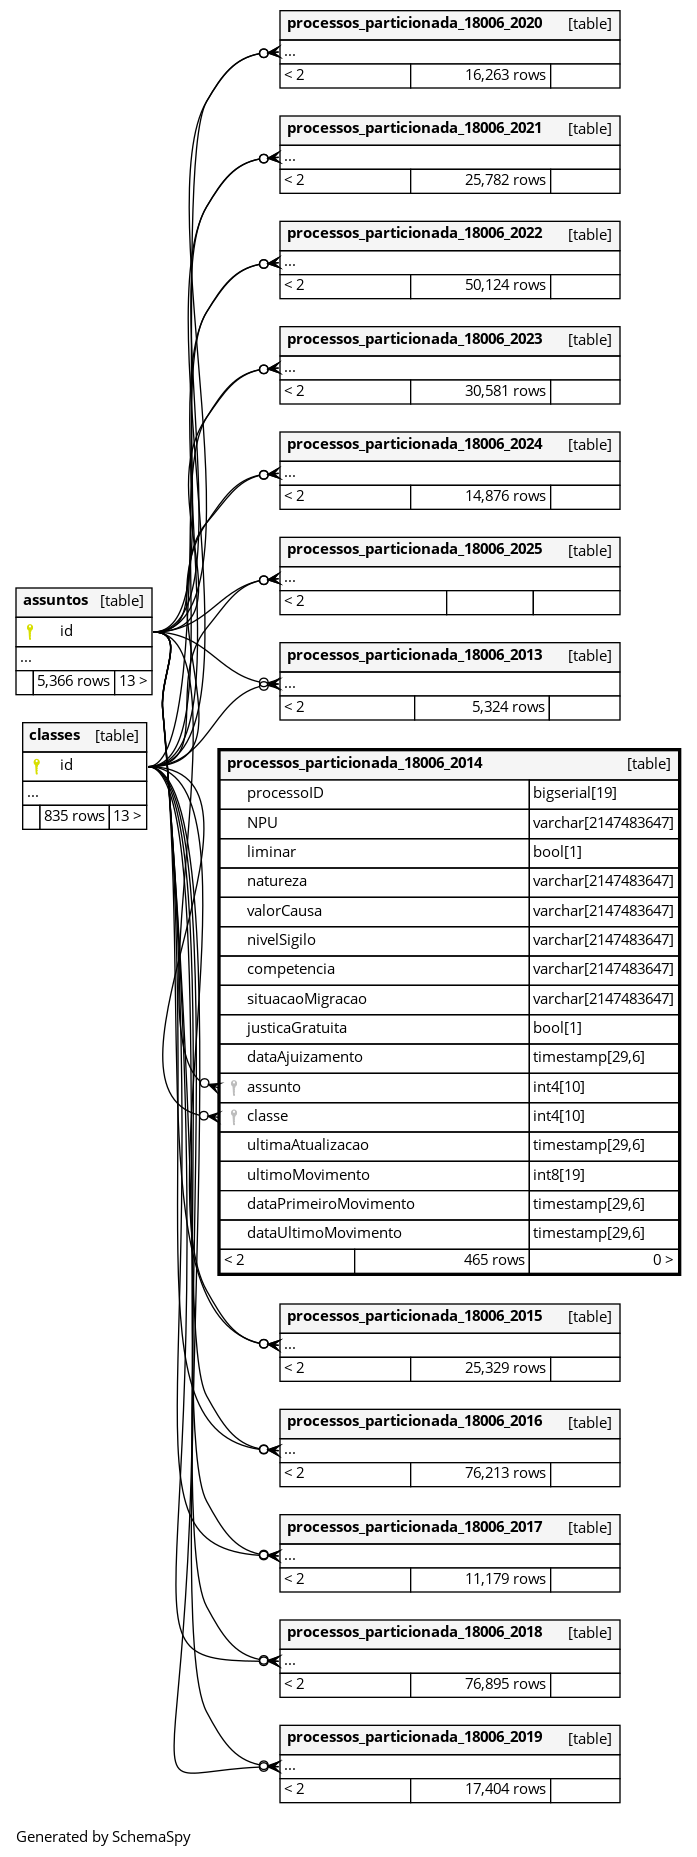 processos_particionada_18006_2020 [table]
...
< 2 16,263 rows
processos_particionada_18006_2021 [table]
...
< 2 25,782 rows
processos_particionada_18006_2022 [table]
...
< 2 50,124 rows
processos_particionada_18006_2023 [table]
...
< 2 30,581 rows
processos_particionada_18006_2024 [table]
...
< 2 14,876 rows
processos_particionada_18006_2025 [table]
...
< 2
assuntos [table]
id
...
5,366 rows 13 >
processos_particionada_18006_2013 [table]
...
< 2 5,324 rows
classes [table]
id
...
835 rows 13 >
processos_particionada_18006_2014 [table]
processoID bigserial[19]
NPU varchar[2147483647]
liminar bool[1]
natureza varchar[2147483647]
valorCausa varchar[2147483647]
nivelSigilo varchar[2147483647]
competencia varchar[2147483647]
situacaoMigracao varchar[2147483647]
justicaGratuita bool[1]
dataAjuizamento timestamp[29,6]
assunto int4[10]
classe int4[10]
ultimaAtualizacao timestamp[29,6]
ultimoMovimento int8[19]
dataPrimeiroMovimento timestamp[29,6]
dataUltimoMovimento timestamp[29,6]
< 2 465 rows 0 >
processos_particionada_18006_2015 [table]
...
< 2 25,329 rows
processos_particionada_18006_2016 [table]
...
< 2 76,213 rows
processos_particionada_18006_2017 [table]
...
< 2 11,179 rows
processos_particionada_18006_2018 [table]
...
< 2 76,895 rows
processos_particionada_18006_2019 [table]
...
< 2 17,404 rows
Generated by SchemaSpy